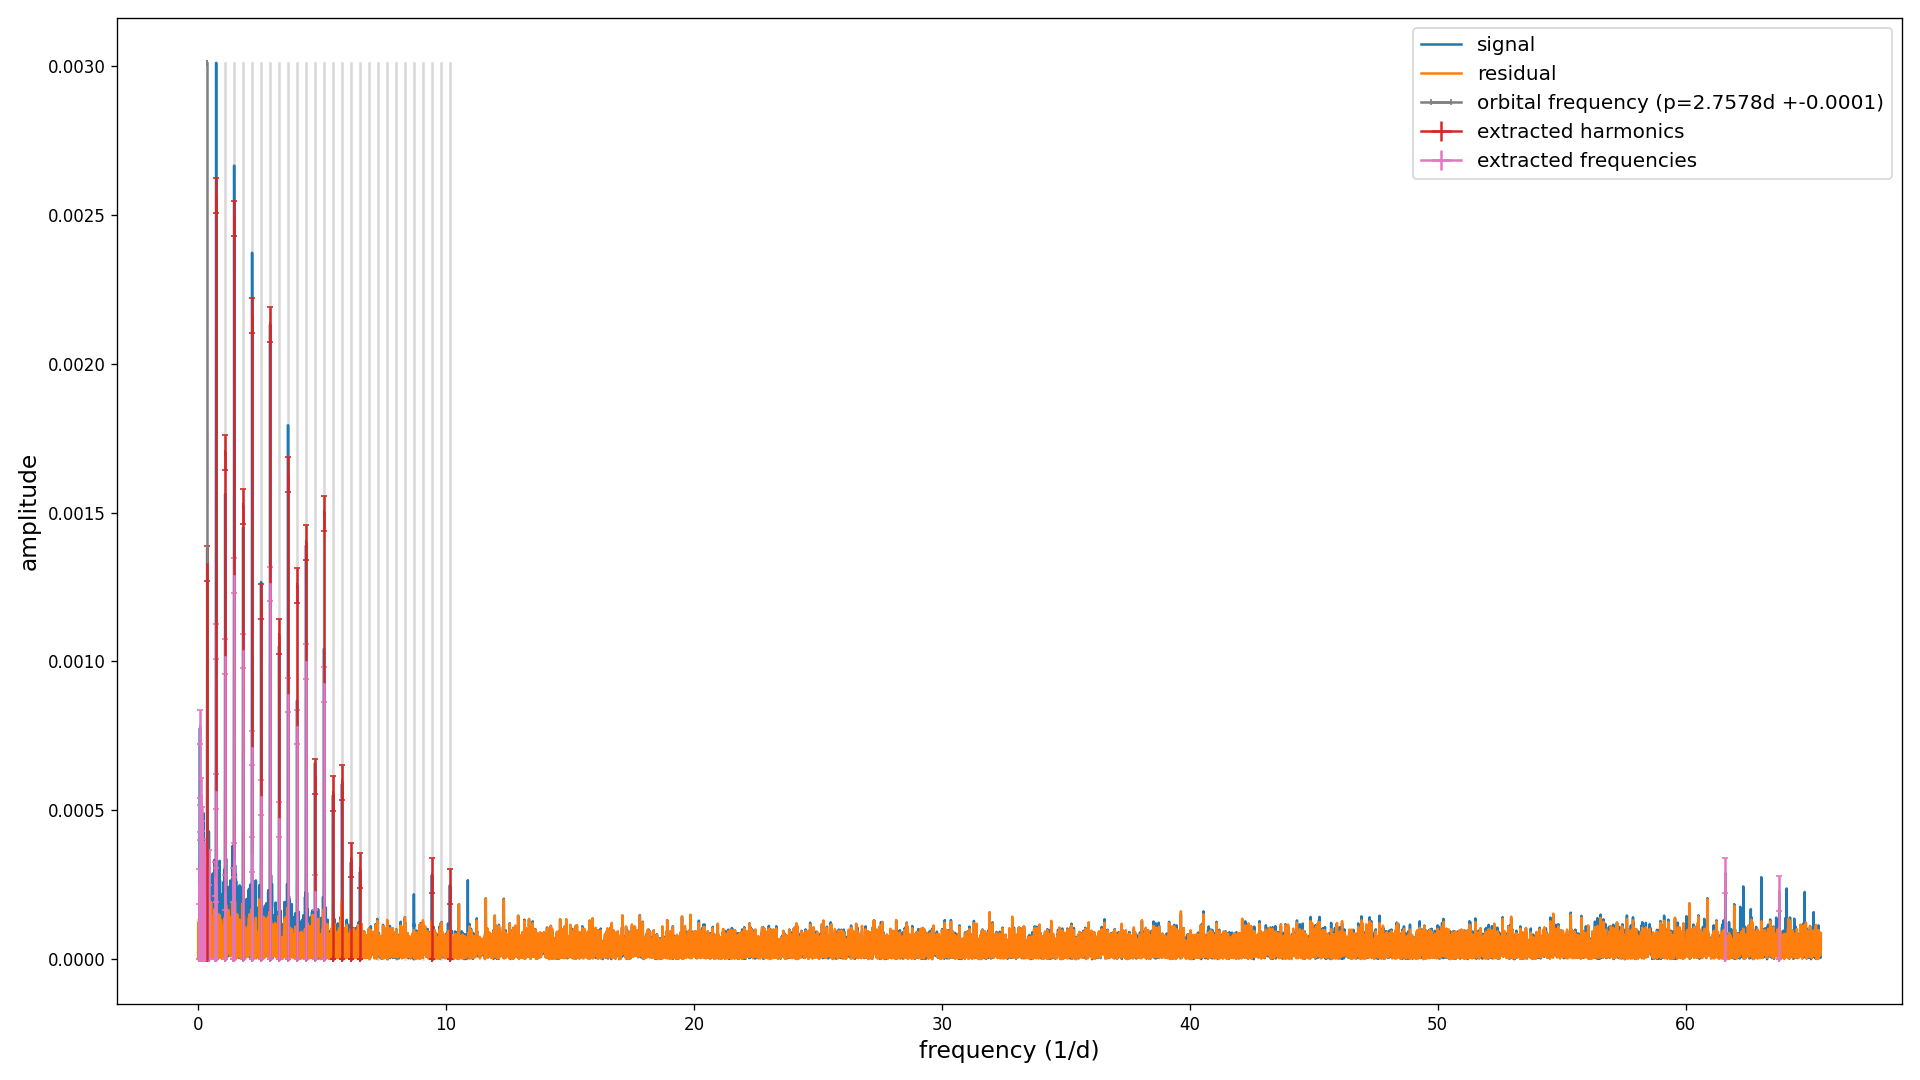 signal
residual
orbital frequency (p=2.7578d +-0.0001)
extracted harmonics
extracted frequencies
0.0030
0.0025
0.0020
0.0015
0.0010
0.0005
0.0000
amplitude
0 10 20 30 40 50 60
frequency (1/d)